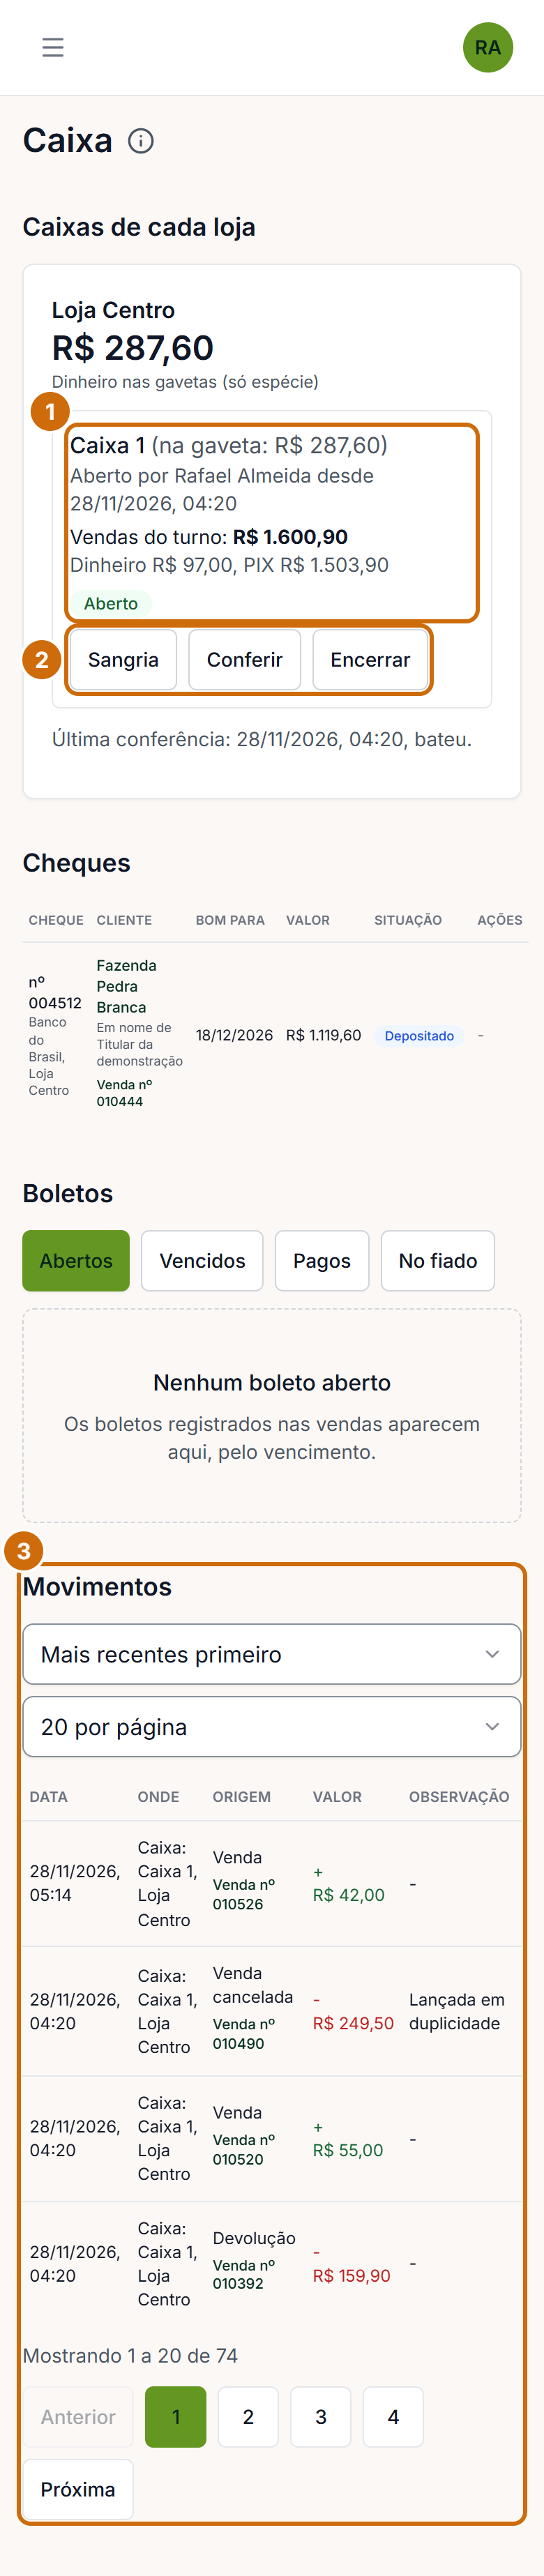 RA
Caixa
Caixas de cada loja
Loja Centro
R$ 287,60
Dinheiro nas gavetas (só espécie)
1
Caixa 1 (na gaveta: R$ 287,60)
Aberto por Rafael Almeida desde
28/11/2026, 04:20
Vendas do turno: R$ 1.600,90
Dinheiro R$ 97,00, PIX R$ 1.503,90
Aberto
2
Sangria Conferir Encerrar
Última conferência: 28/11/2026, 04:20, bateu.
Cheques
CHEQUE CLIENTE BOM PARA VALOR SITUAÇÃO AÇÕES
nº
004512
Banco
do
Brasil,
Loja
Centro
Fazenda
Pedra
Branca
Em nome de
Titular da
demonstração
Venda nº
010444
18/12/2026 R$ 1.119,60 Depositado -
Boletos
Abertos Vencidos Pagos No fiado
Nenhum boleto aberto
Os boletos registrados nas vendas aparecem
aqui, pelo vencimento.
3
Movimentos
Mais recentes primeiro
20 por página
DATA ONDE ORIGEM VALOR OBSERVAÇÃO
28/11/2026,
05:14
Caixa:
Caixa 1,
Loja
Centro
Venda
Venda nº
010526
+
R$ 42,00
-
28/11/2026,
04:20
Caixa:
Caixa 1,
Loja
Centro
Venda
cancelada
Venda nº
010490
-
R$ 249,50
Lançada em
duplicidade
28/11/2026,
04:20
Caixa:
Caixa 1,
Loja
Centro
Venda
Venda nº
010520
+
R$ 55,00
-
28/11/2026,
04:20
Caixa:
Caixa 1,
Loja
Centro
Devolução
Venda nº
010392
-
R$ 159,90
-
Mostrando 1 a 20 de 74
Anterior 1 2 3 4
Próxima